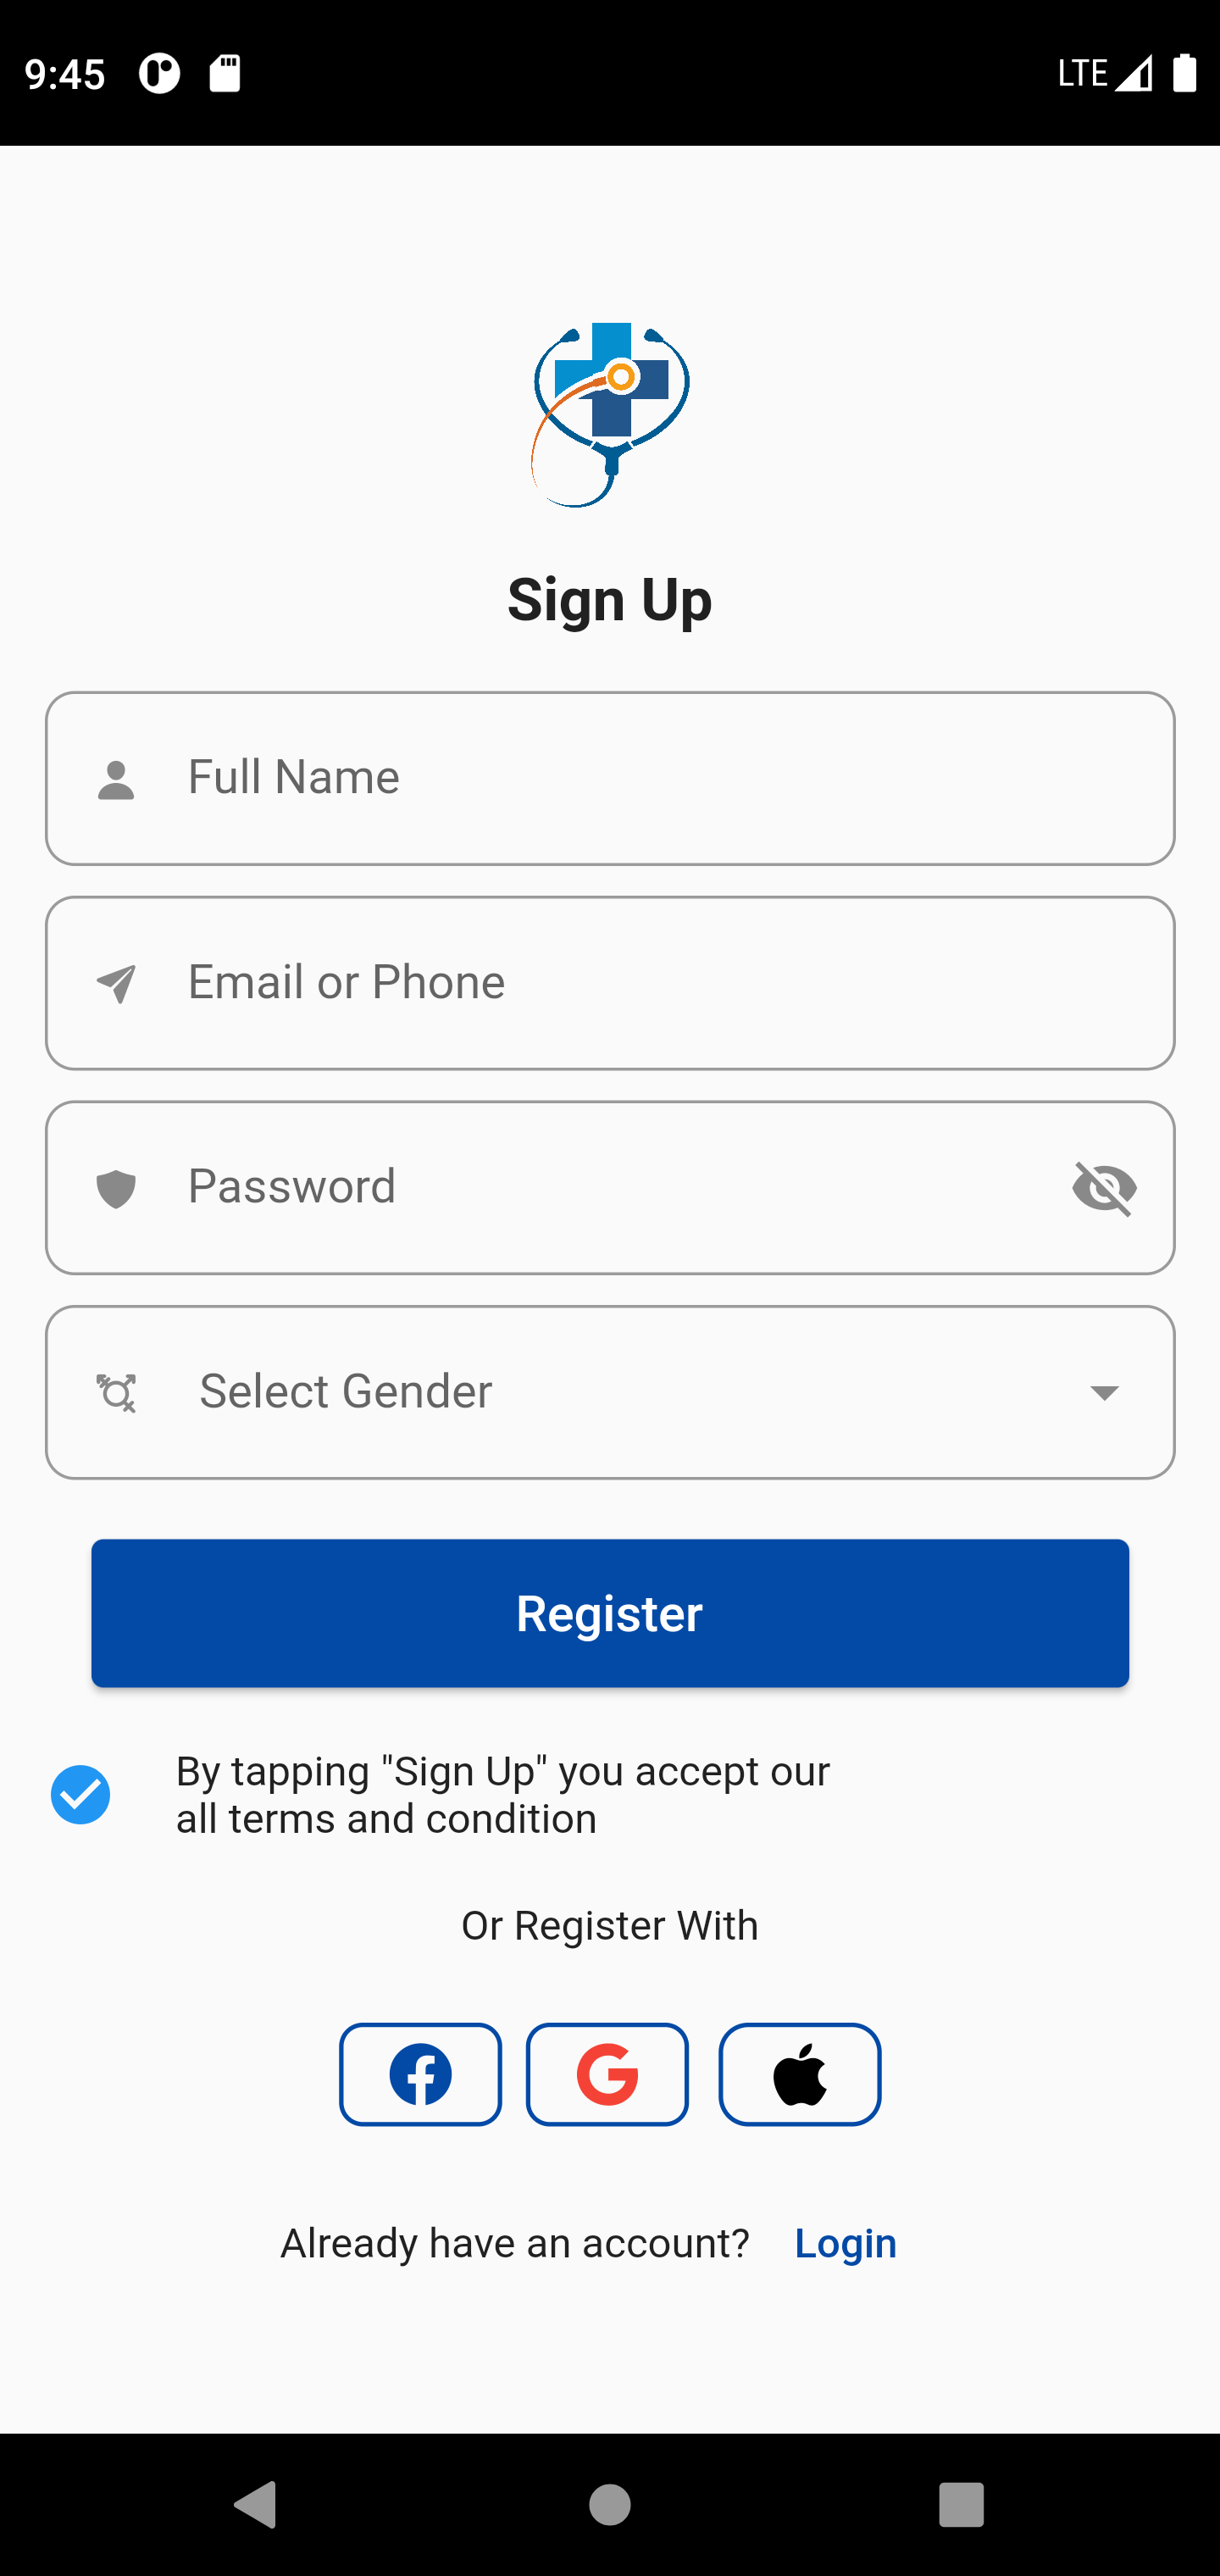 9:45
LTE
Sign Up
Full Name
Email or Phone
Password
Select Gender
Register
By tapping "Sign Up" you accept our
all terms and condition
Or Register With
Already have an account? Login